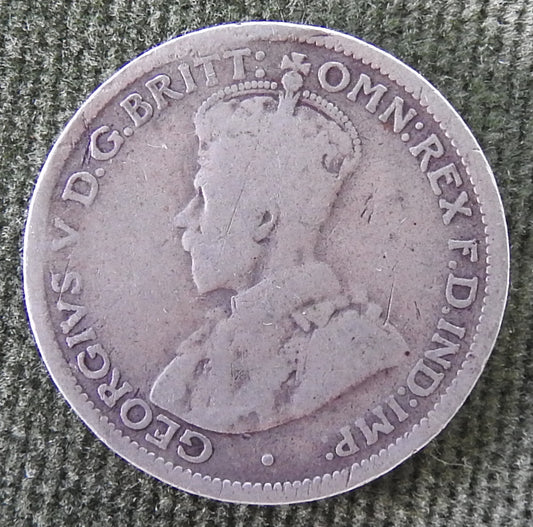 GEORGIVS V D.G.BRITT: OMN:REX F.D.IND:IMP.